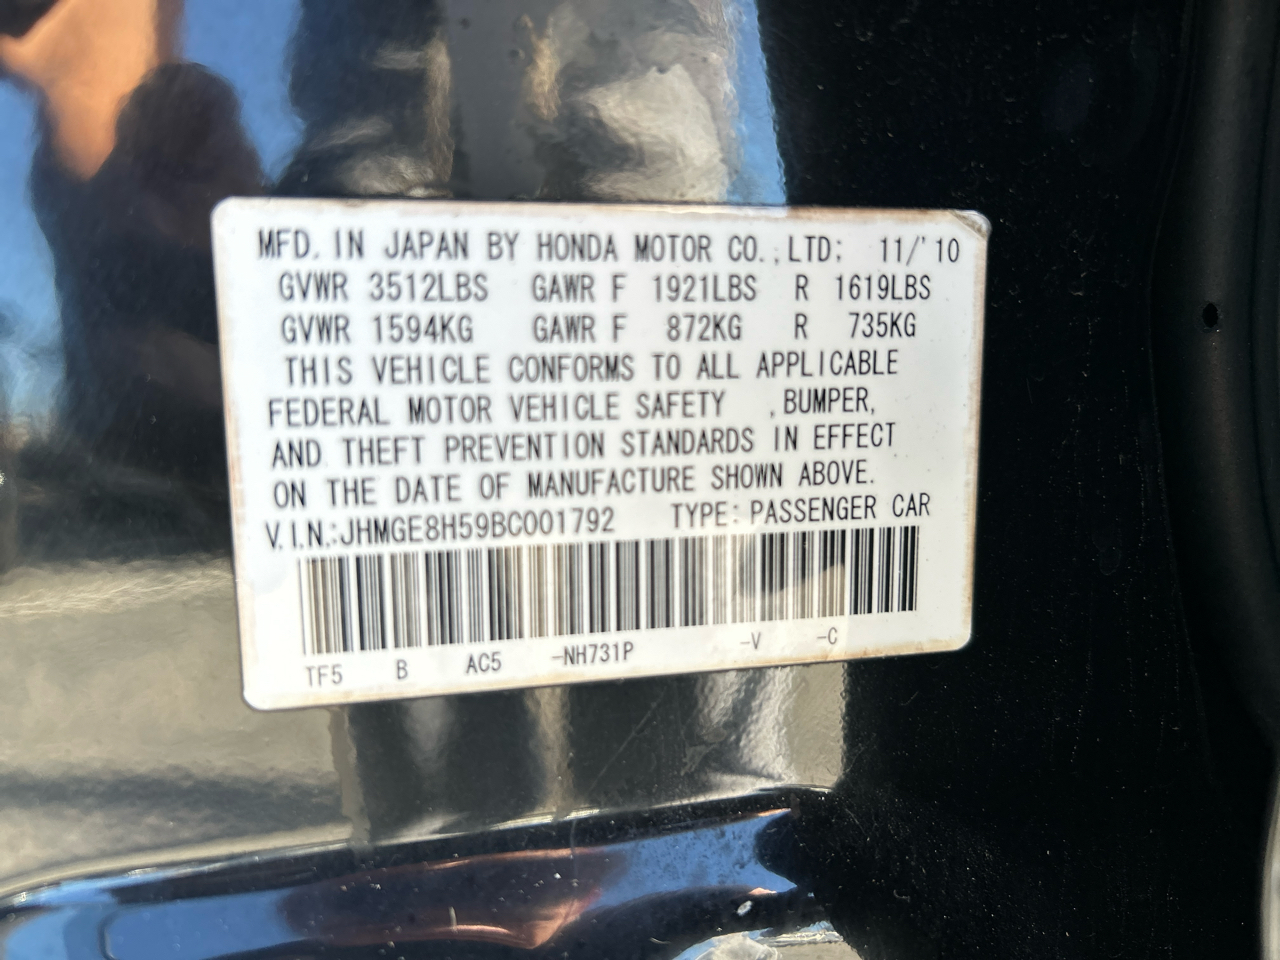 MFD. IN JAPAN BY HONDA MOTOR CO., LTD. 11/'10
GVWR 3512LBS GAWR F 1921LBS R 1619LBS
GVWR 1594KG GAWR F 872KG R 735KG
THIS VEHICLE CONFORMS TO ALL APPLICABLE
FEDERAL MOTOR VEHICLE SAFETY , BUMPER,
AND THEFT PREVENTION STANDARDS IN EFFECT
ON THE DATE OF MANUFACTURE SHOWN ABOVE.
V.I.N.:JHMGE8H59BC001792 TYPE: PASSENGER CAR
TF5 B AC5 -NH731P -V -C